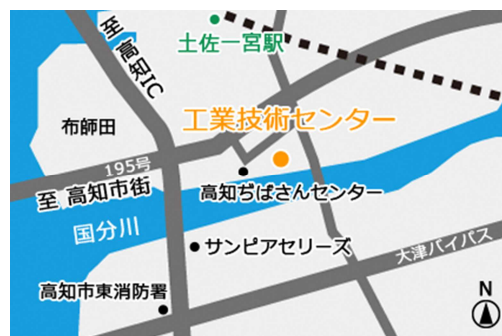 土佐一宮駅
至 高知IC
工業技術センター
布師田
195号
高知ぢばさんセンター
至 高知市街
国分川
サンピアセリーズ
大津バイパス
高知市東消防署
N